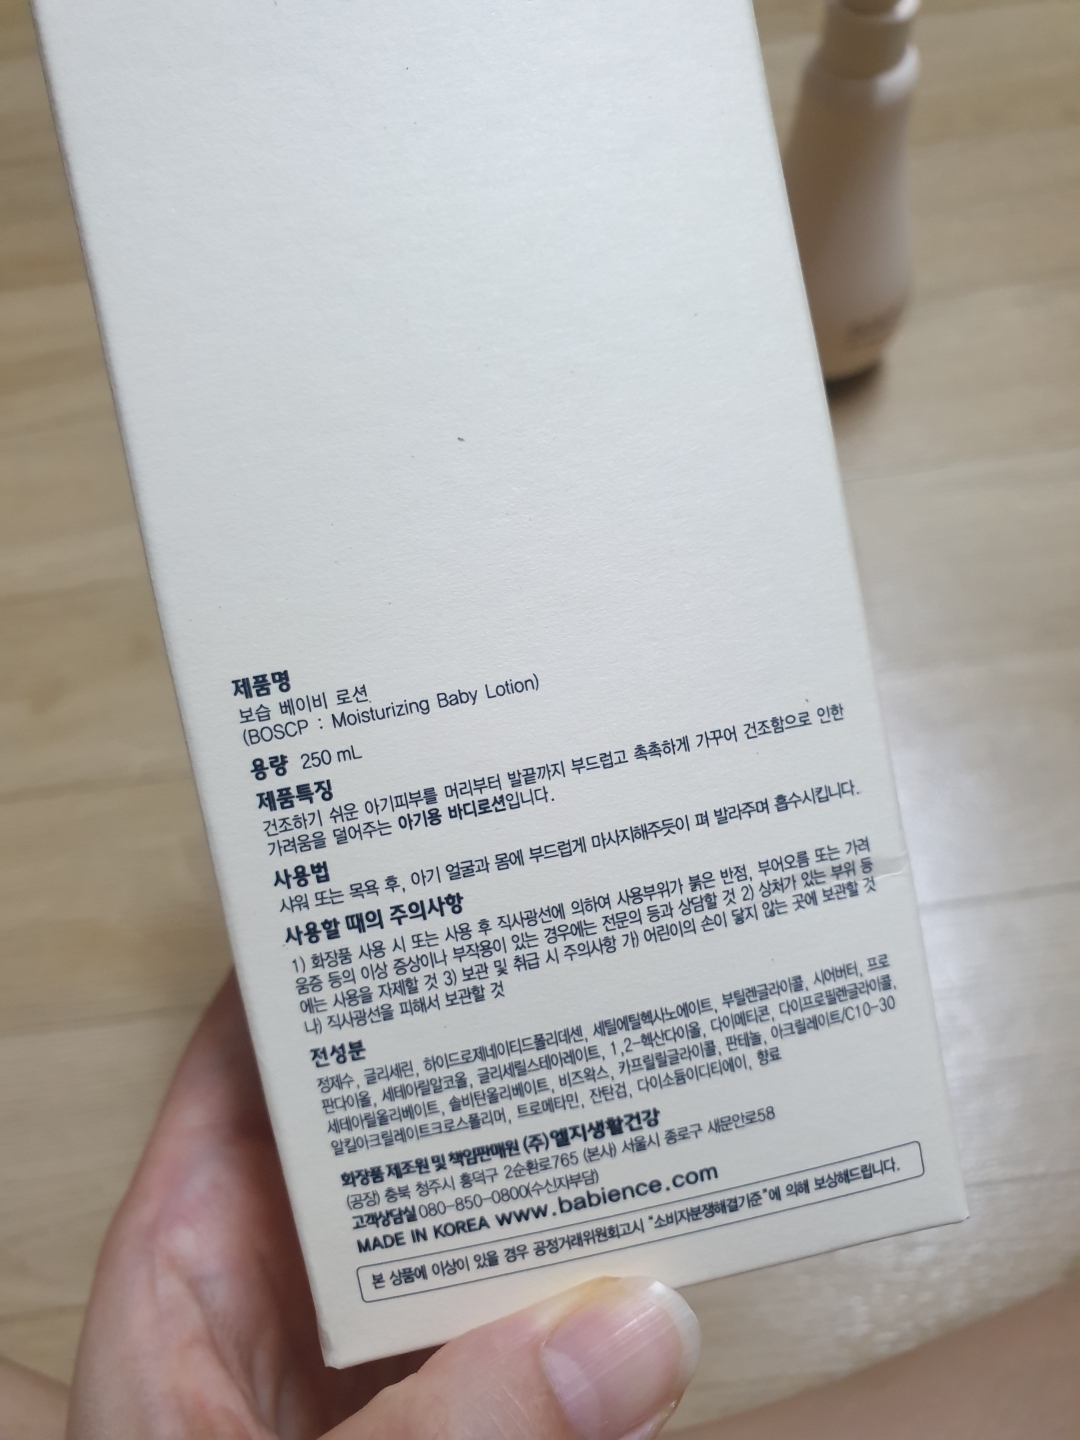 제품명
보습 베이비 로션
(BOSCP : Moisturizing Baby Lotion)
용량 250 mL
제품특징
건조하기 쉬운 아기피부를 머리부터 발끝까지 부드럽고 촉촉하게 가꾸어 건조함으로 인한
가려움을 덜어주는 아기용 바디로션입니다.
사용법
샤워 또는 목욕 후, 아기 얼굴과 몸에 부드럽게 마사지해주듯이 펴 발라주며 흡수시킵니다.
사용할 때의 주의사항
1) 화장품 사용 시 또는 사용 후 직사광선에 의하여 사용부위가 붉은 반점, 부어오름 또는 가려
움증 등의 이상 증상이나 부작용이 있는 경우에는 전문의 등과 상담할 것 2) 상처가 있는 부위 등
에는 사용을 자제할 것 3) 보관 및 취급 시 주의사항 가) 어린이의 손이 닿지 않는 곳에 보관할 것
나) 직사광선을 피해서 보관할 것
전성분
정제수, 글리세린, 하이드로제네이티드폴리데센, 세틸에틸헥사노에이트, 부틸렌글라이콜, 시어버터, 프로
판다이올, 세테아릴알코올, 글리세릴스테아레이트, 1,2-헥산다이올, 다이메티콘, 다이프로필렌글라이콜,
세테아릴올리베이트, 솔비탄올리베이트, 비즈왁스, 카프릴릴글라이콜, 판테놀, 아크릴레이트/C10-30
알킬아크릴레이트크로스폴리머, 트로메타민, 잔탄검, 다이소듐이디티에이, 향료
화장품 제조원 및 책임판매원 (주)엘지생활건강
(공장) 충북 청주시 흥덕구 2순환로765 (본사) 서울시 종로구 새문안로58
고객상담실 080-850-0800(수신자부담)
MADE IN KOREA www.babience.com
본 상품에 이상이 있을 경우 공정거래위원회고시 "소비자분쟁해결기준"에 의해 보상해드립니다.